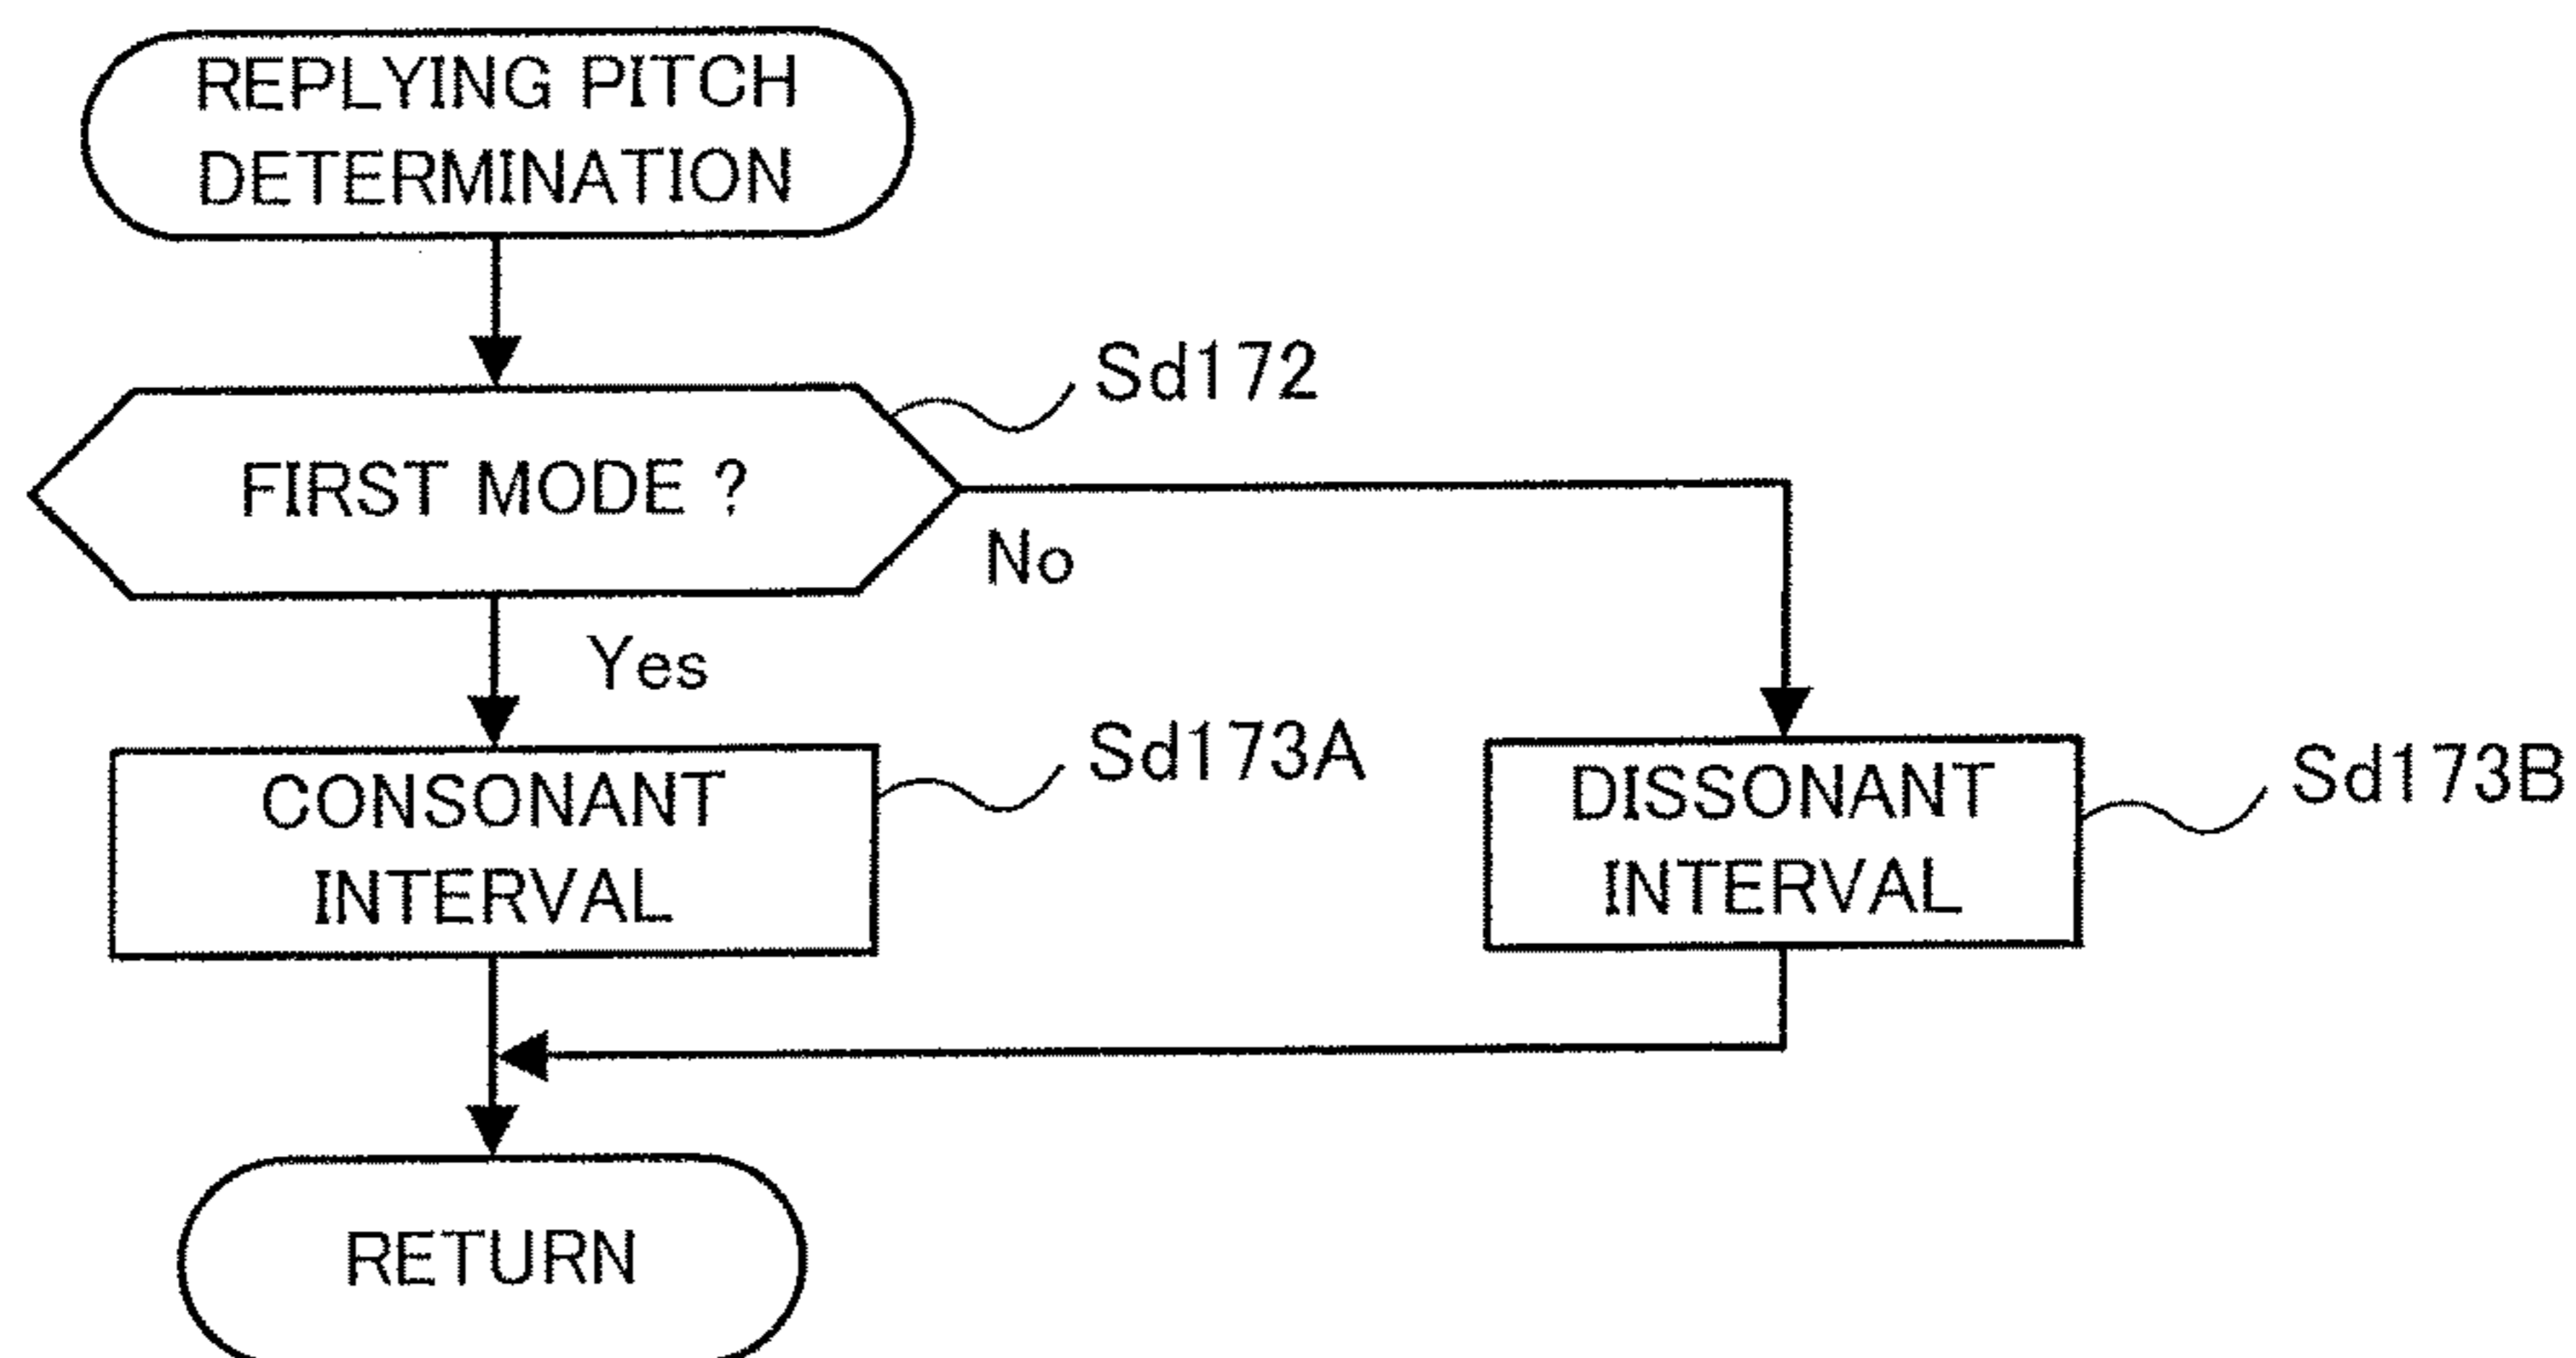 REPLYING PITCH
DETERMINATION
Sd172
FIRST MODE ?
No
Yes
Sd173A
CONSONANT
INTERVAL
DISSONANT
INTERVAL
Sd173B
RETURN